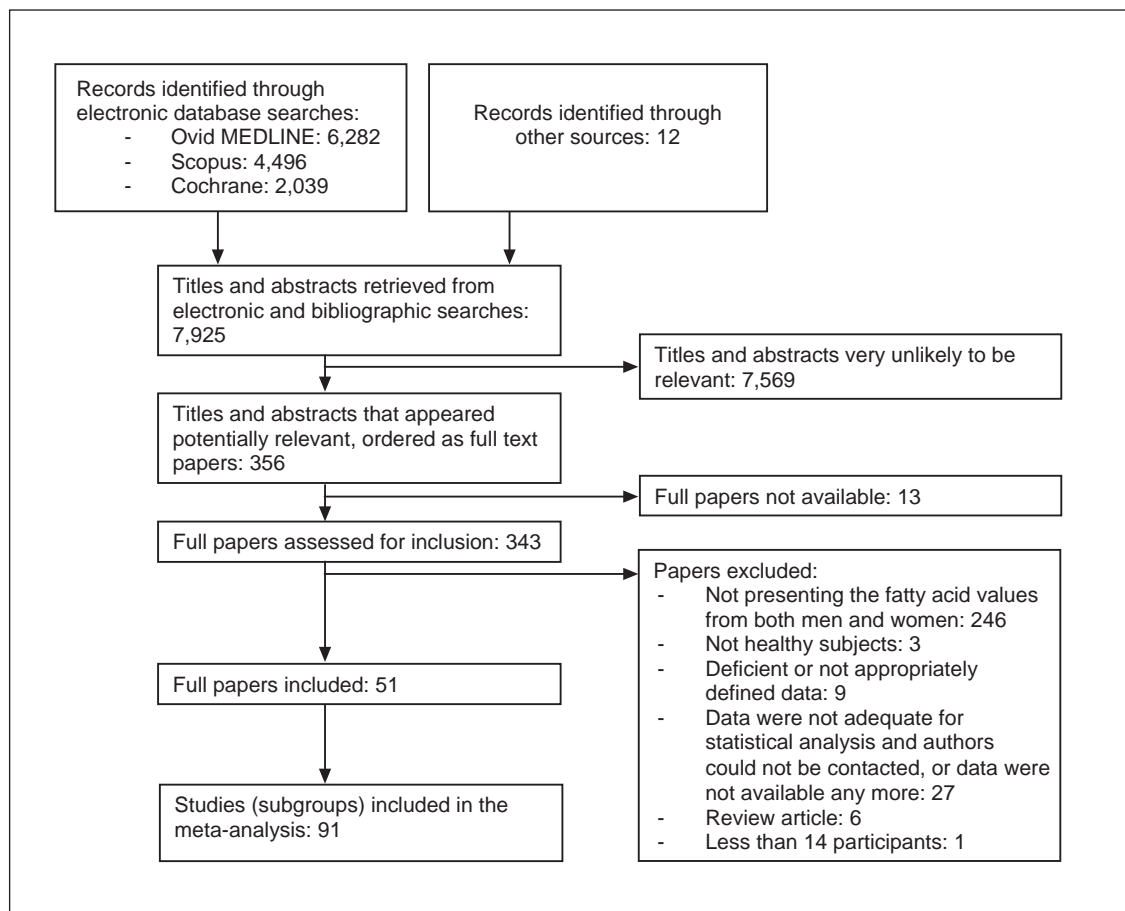 Records identified through
electronic database searches:
- Ovid MEDLINE: 6,282
- Scopus: 4,496
- Cochrane: 2,039
Records identified through
other sources: 12
Titles and abstracts retrieved from
electronic and bibliographic searches:
7,925
Titles and abstracts very unlikely to be
relevant: 7,569
Titles and abstracts that appeared
potentially relevant, ordered as full text
papers: 356
Full papers not available: 13
Full papers assessed for inclusion: 343
Papers excluded:
- Not presenting the fatty acid values
from both men and women: 246
- Not healthy subjects: 3
- Deficient or not appropriately
defined data: 9
- Data were not adequate for
statistical analysis and authors
could not be contacted, or data were
not available any more: 27
- Review article: 6
- Less than 14 participants: 1
Full papers included: 51
Studies (subgroups) included in the
meta-analysis: 91